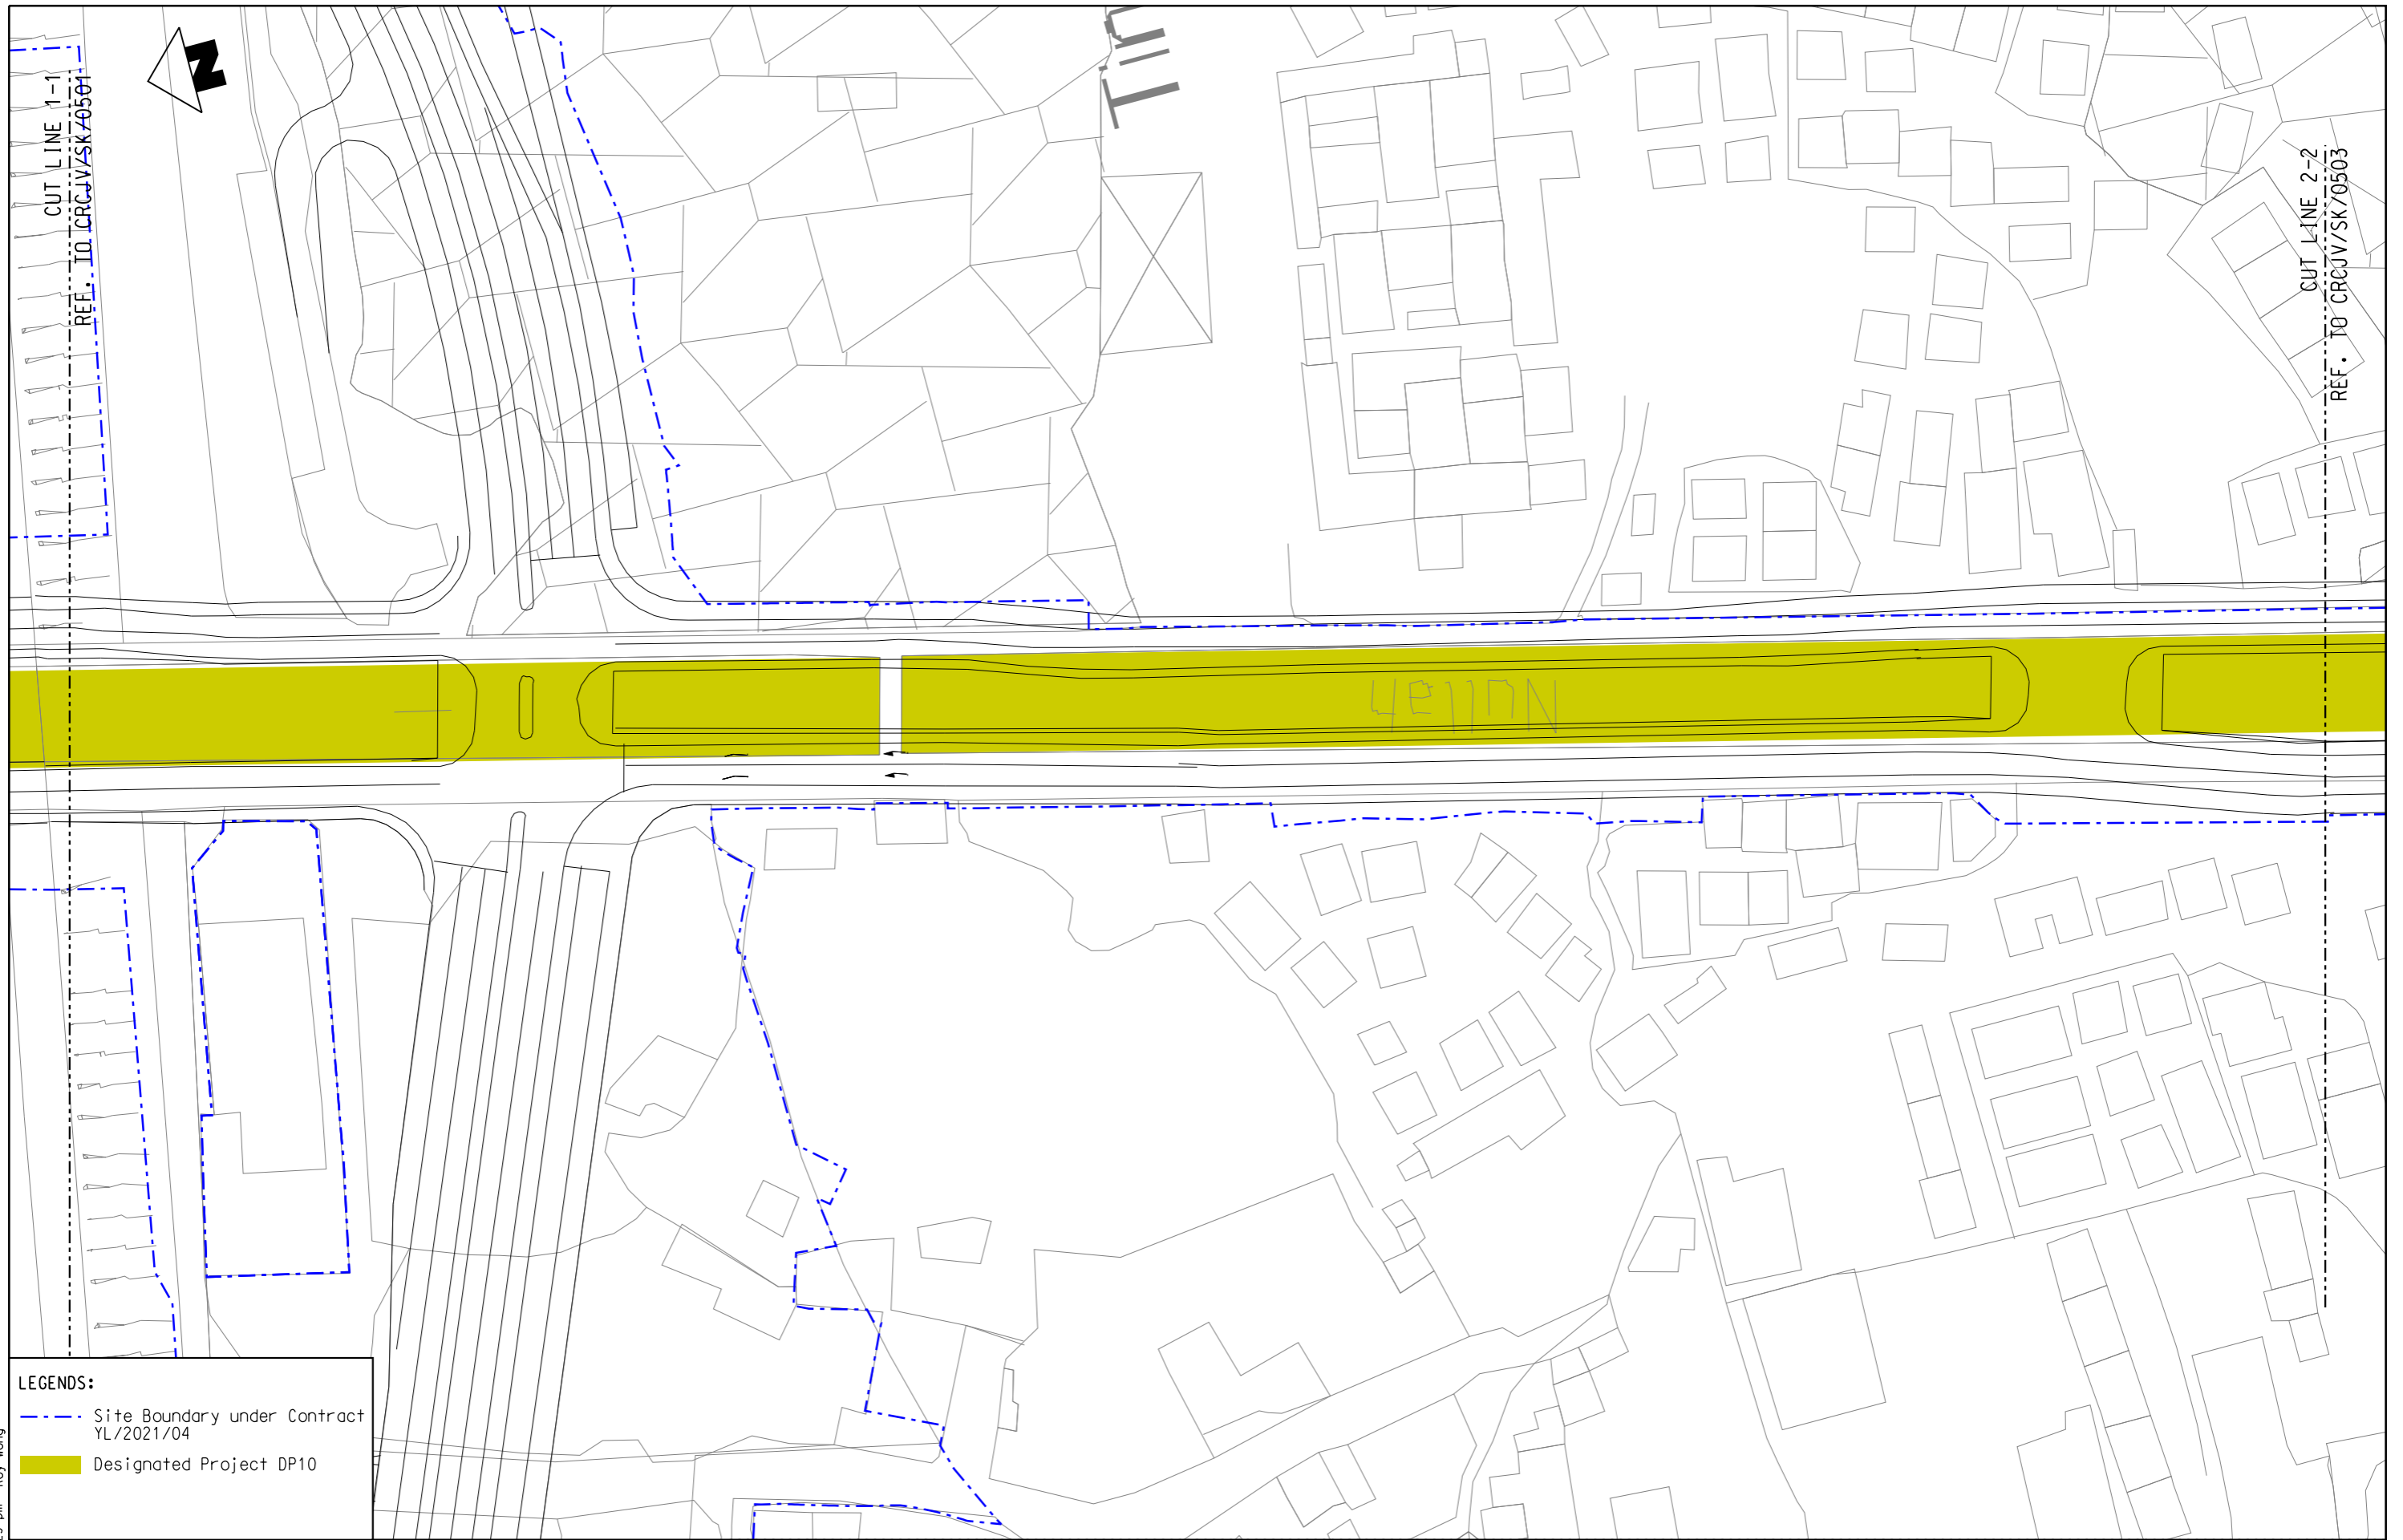 CUT LINE 1-1
REF. TO CRCJV/SK/0501
N
CUT LINE 2-2
REF. TO CRCJV/SK/0503
LEGENDS:
Site Boundary under Contract
YL/2021/04
Designated Project DP10